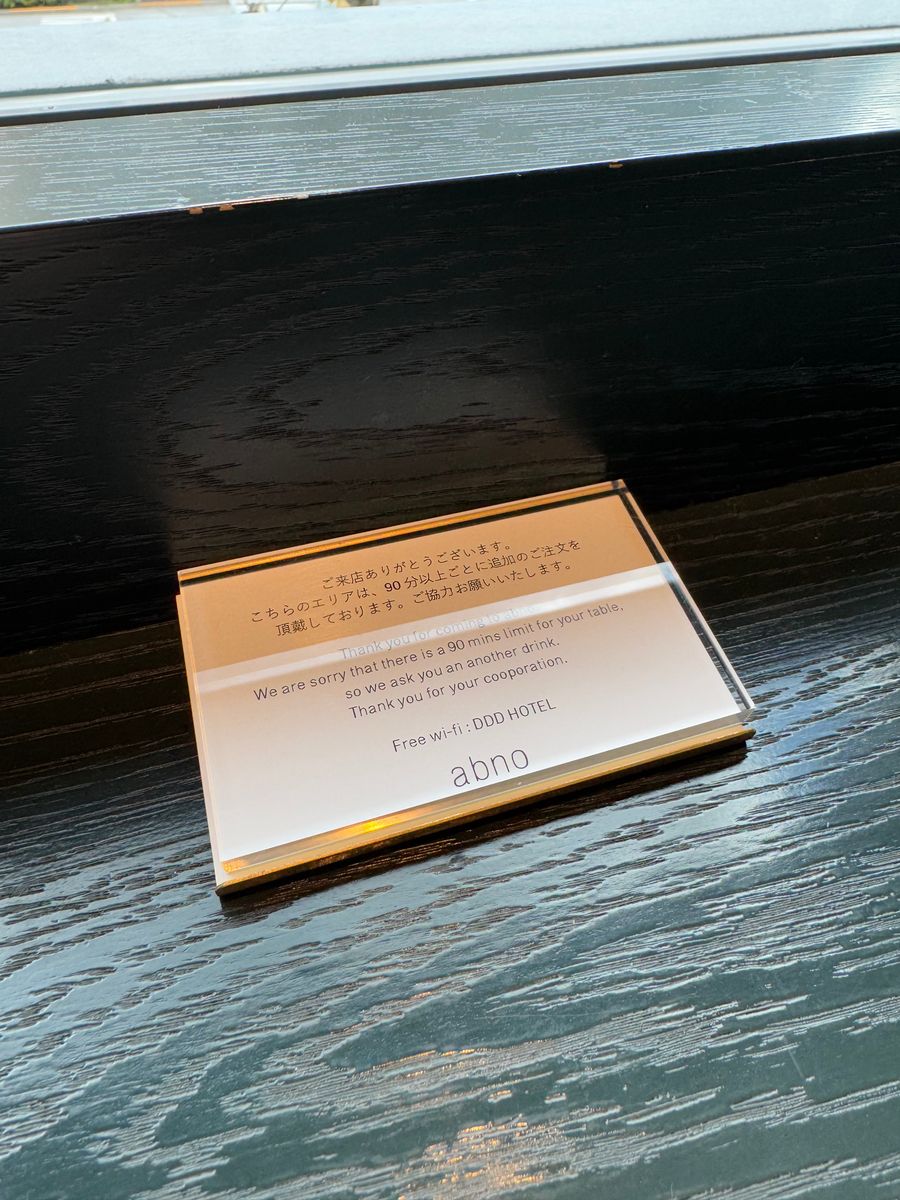 ご来店ありがとうございます。
こちらのエリアは、90分以上ごとに追加のご注文を
頂戴しております。ご協力お願いいたします。
Thank you for coming to abno.
We are sorry that there is a 90 mins limit for your table,
so we ask you an another drink.
Thank you for your cooporation.
Free wi-fi : DDD HOTEL
abno